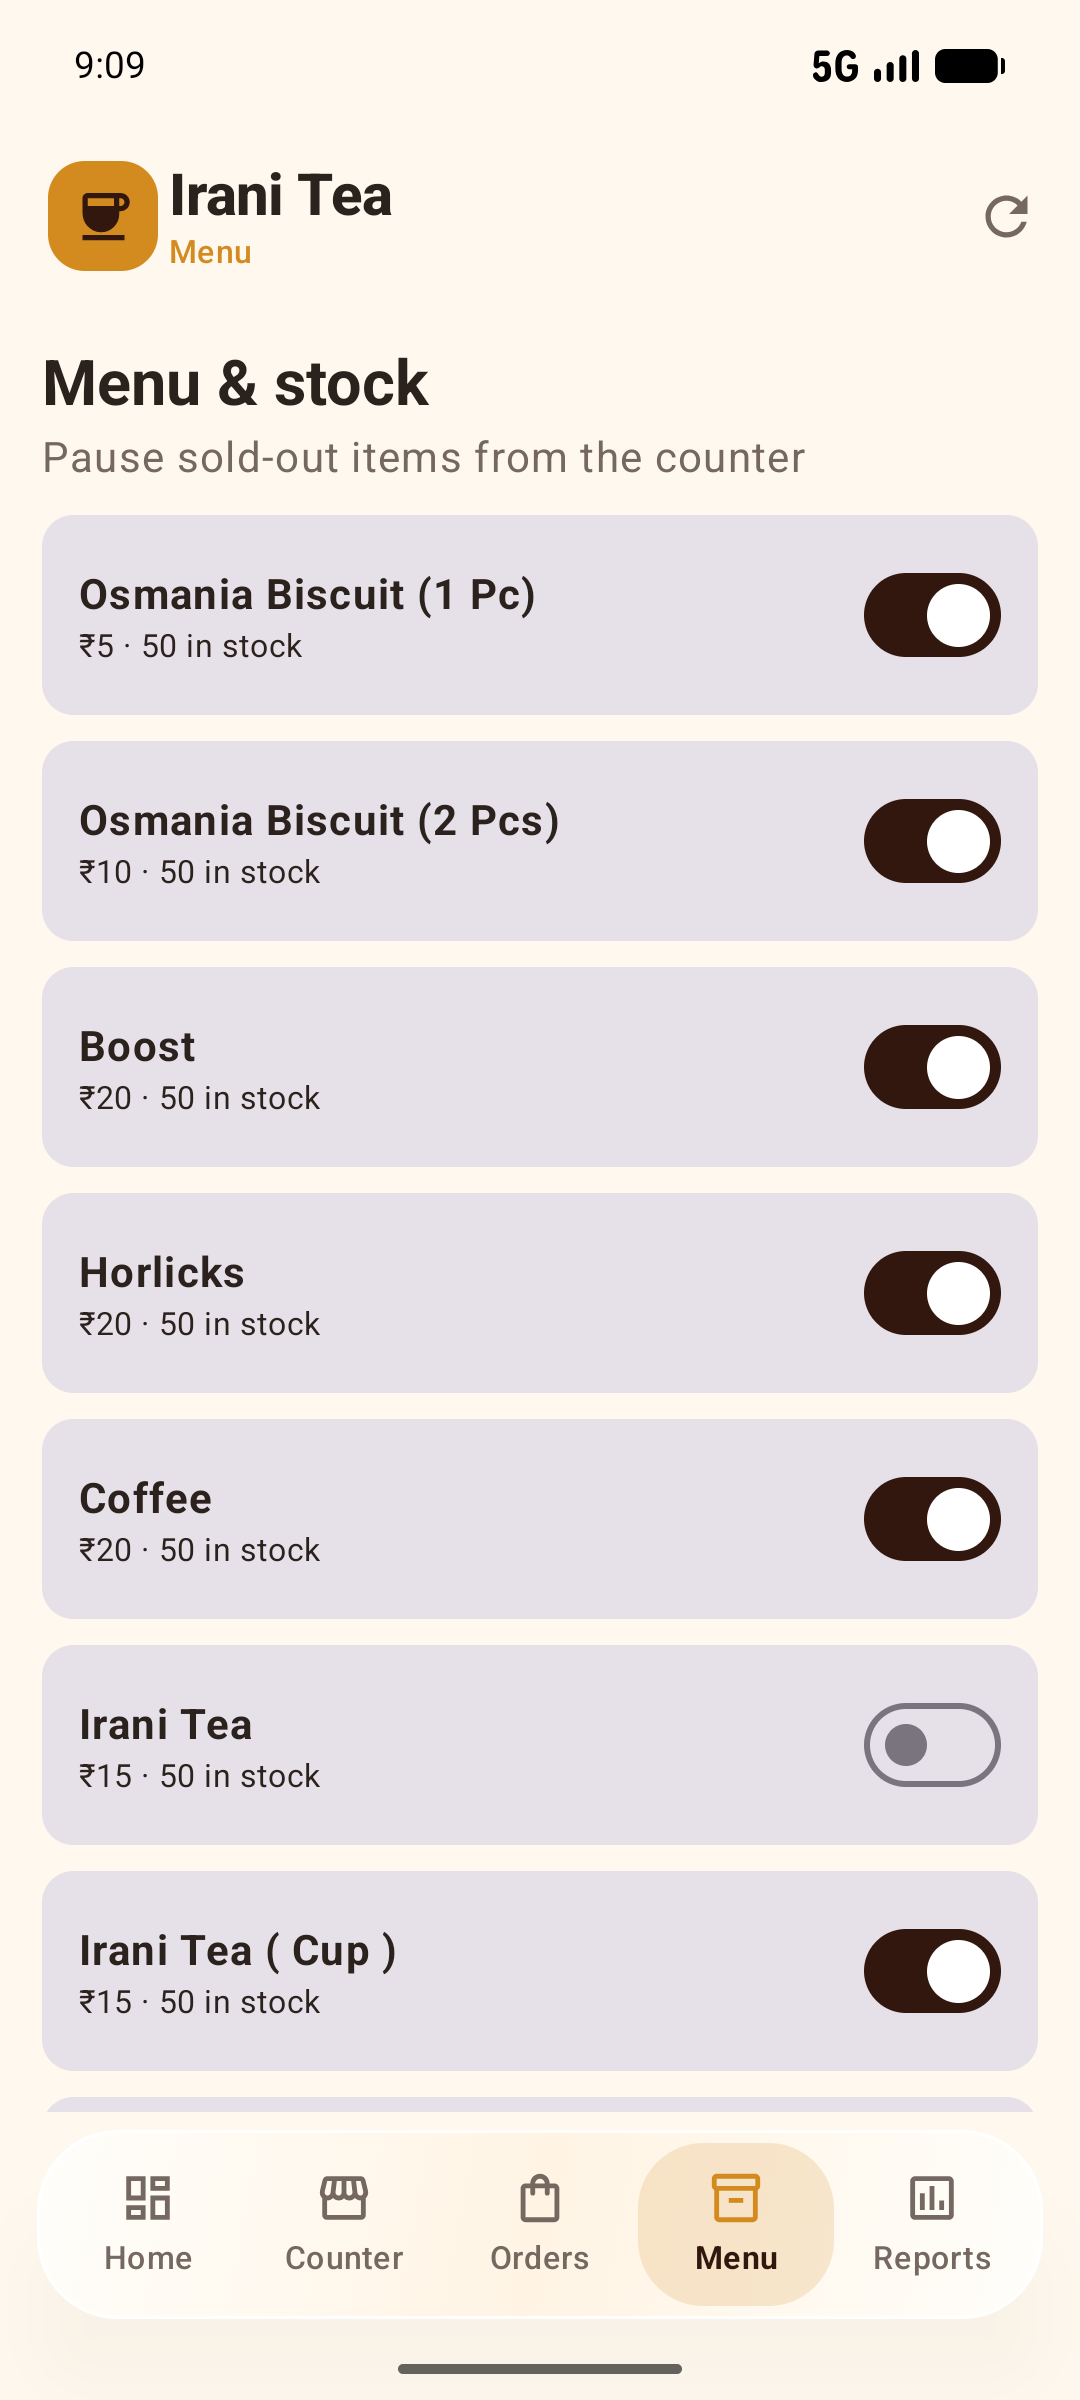 9:09
5G
Irani Tea
Menu
Menu & stock
Pause sold-out items from the counter
Osmania Biscuit (1 Pc)
₹5 · 50 in stock
Osmania Biscuit (2 Pcs)
₹10 · 50 in stock
Boost
₹20 · 50 in stock
Horlicks
₹20 · 50 in stock
Coffee
₹20 · 50 in stock
Irani Tea
₹15 · 50 in stock
Irani Tea ( Cup )
₹15 · 50 in stock
Home
Counter
Orders
Menu
Reports